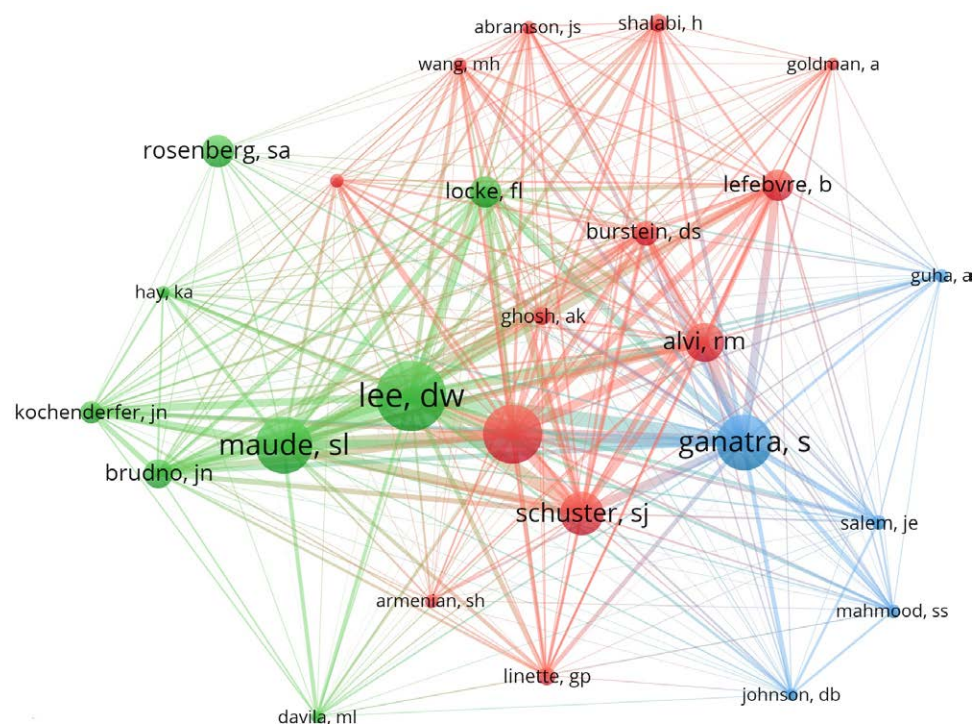 abramson, js
shalabi, h
wang, mh
goldman, a
rosenberg, sa
locke, fl
lefebvre, b
burstein, ds
guha, a
hay, ka
ghosh, ak
alvi, rm
lee, dw
kochenderfer, jn
maude, sl
ganatra, s
brudno, jn
schuster, sj
salem, je
armenian, sh
mahmood, ss
linette, gp
johnson, db
davila, ml